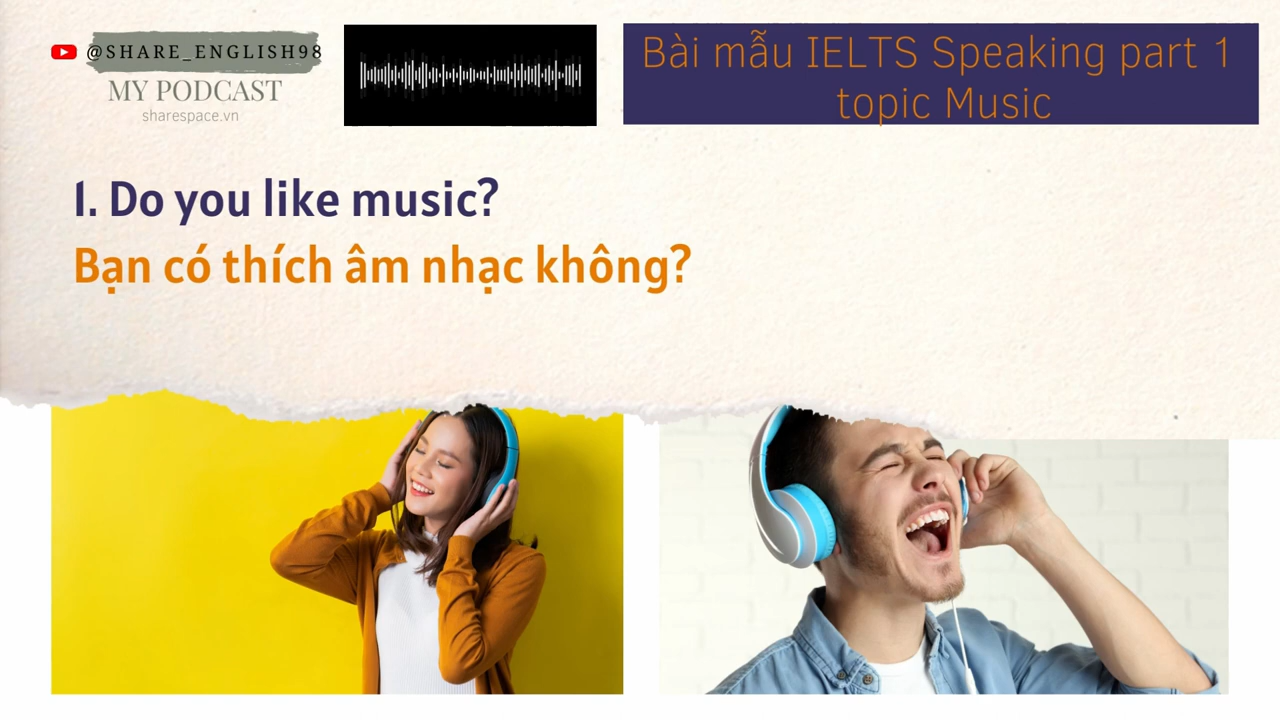 @SHARE_ENGLISH98
MY PODCAST
sharespace.vn
Bài mẫu IELTS Speaking part 1
topic Music
1. Do you like music?
Bạn có thích âm nhạc không?